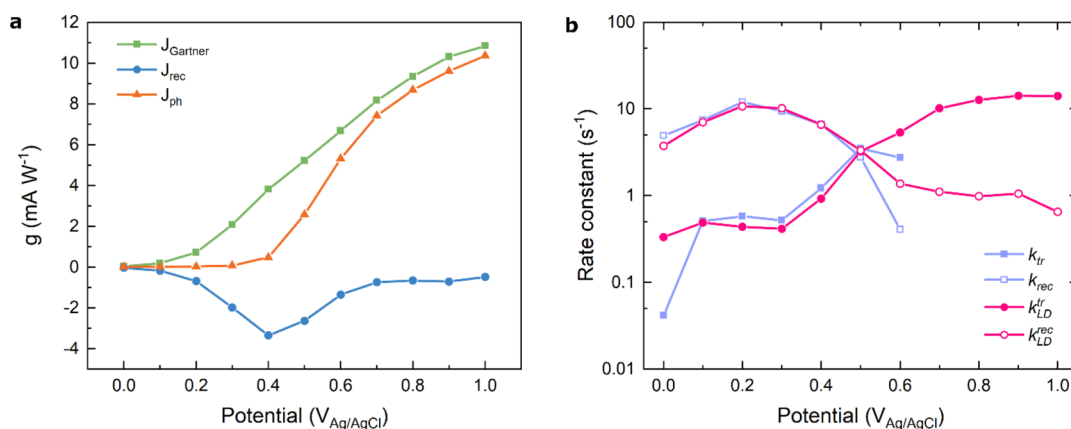 a
12
10
8
6
4
2
0
-2
-4
g (mA W⁻¹)
J_Gartner
J_rec
J_ph
0.0 0.2 0.4 0.6 0.8 1.0
Potential (V_Ag/AgCl)
b
100
10
1
0.1
0.01
Rate constant (s⁻¹)
k_tr
k_rec
k_LD^tr
k_LD^rec
0.0 0.2 0.4 0.6 0.8 1.0
Potential (V_Ag/AgCl)